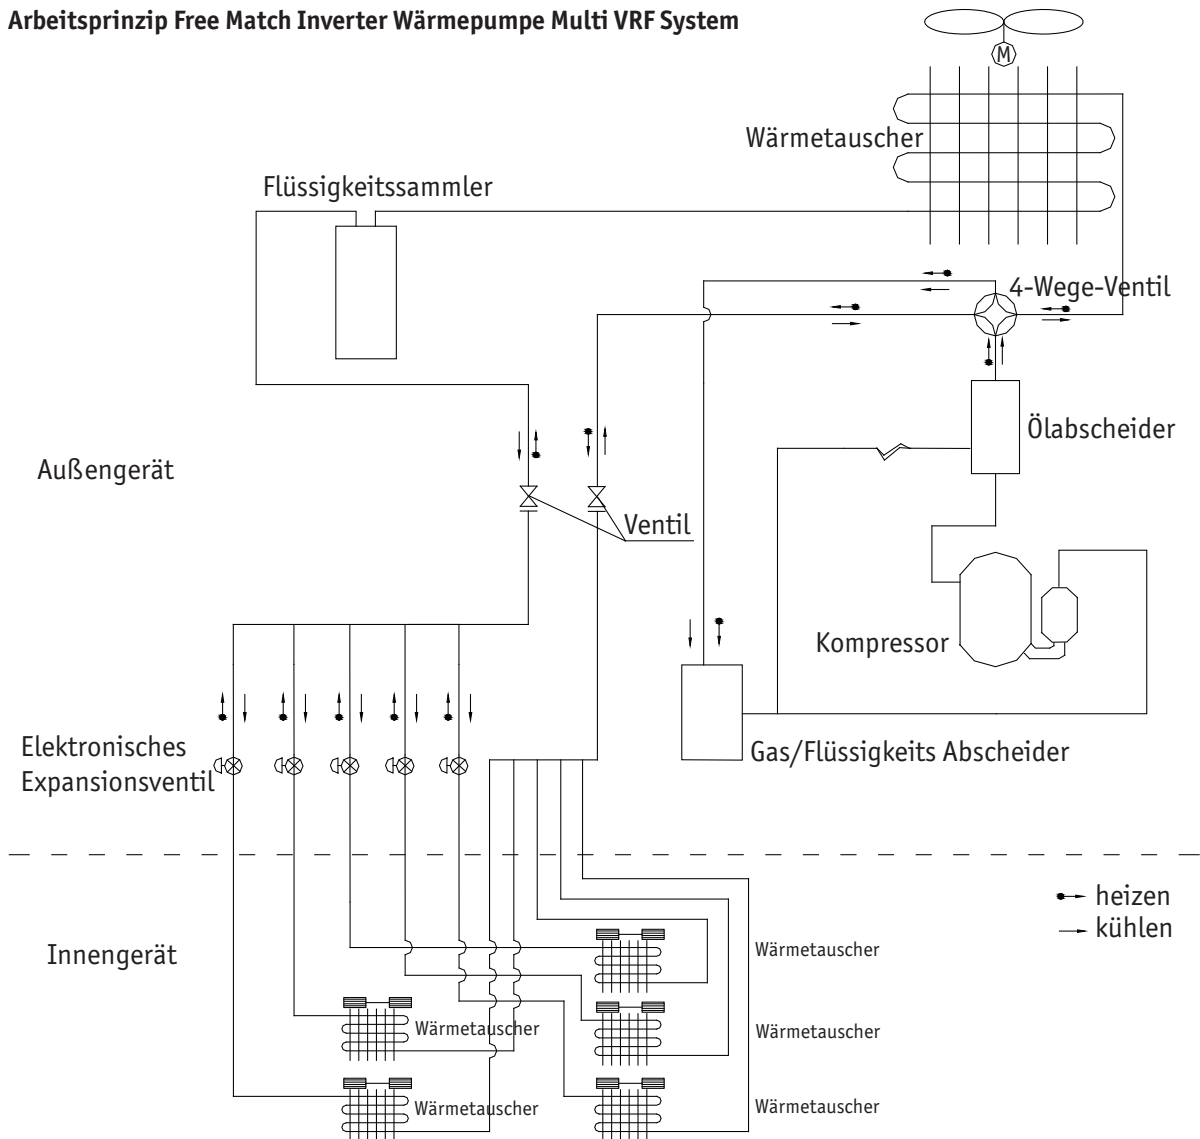 Arbeitsprinzip Free Match Inverter Wärmepumpe Multi VRF System
M
Wärmetauscher
Flüssigkeitssammler
4-Wege-Ventil
Ölabscheider
Außengerät
Ventil
Kompressor
Elektronisches
Expansionsventil
Gas/Flüssigkeits Abscheider
heizen
kühlen
Innengerät
Wärmetauscher
Wärmetauscher
Wärmetauscher
Wärmetauscher
Wärmetauscher